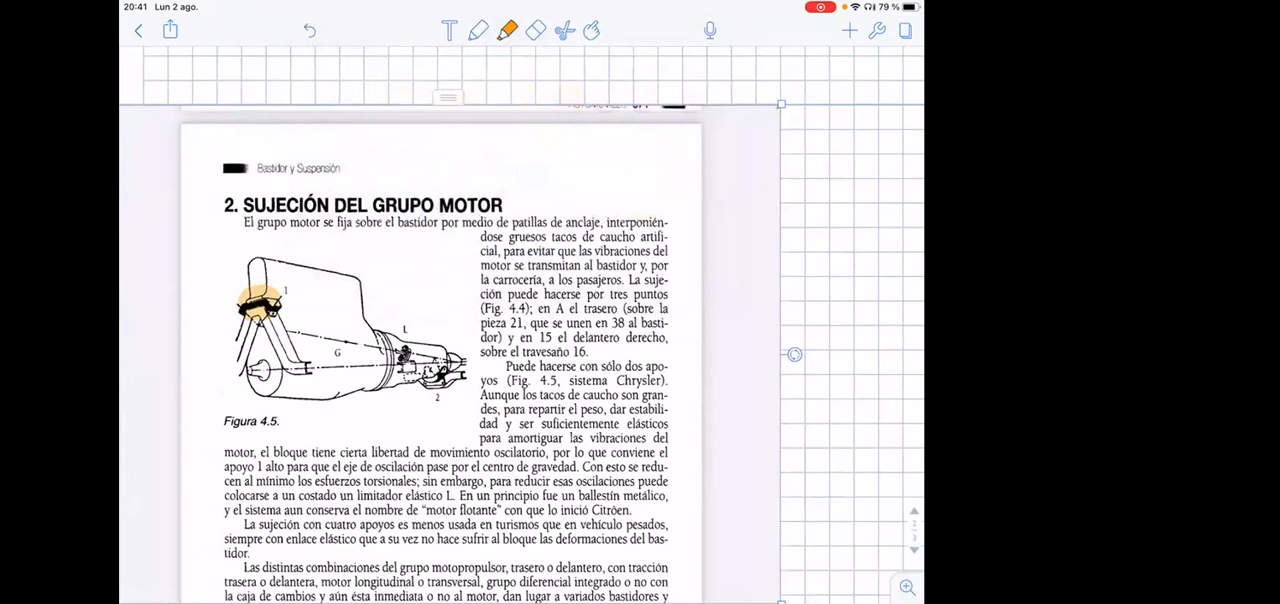 20:41 Lun 2 ago.
79 %
Bastidor y Suspensión
2. SUJECIÓN DEL GRUPO MOTOR
El grupo motor se fija sobre el bastidor por medio de patillas de anclaje, interponién-
dose gruesos tacos de caucho artifi-
cial, para evitar que las vibraciones del
motor se transmitan al bastidor y, por
la carrocería, a los pasajeros. La suje-
ción puede hacerse por tres puntos
(Fig. 4.4); en A el trasero (sobre la
pieza 21, que se unen en 38 al basti-
dor) y en 15 el delantero derecho,
sobre el travesaño 16.
Puede hacerse con sólo dos apo-
yos (Fig. 4.5, sistema Chrysler).
Aunque los tacos de caucho son gran-
des, para repartir el peso, dar estabili-
dad y ser suficientemente elásticos
para amortiguar las vibraciones del
1
L
G
2
Figura 4.5.
motor, el bloque tiene cierta libertad de movimiento oscilatorio, por lo que conviene el
apoyo 1 alto para que el eje de oscilación pase por el centro de gravedad. Con esto se redu-
cen al mínimo los esfuerzos torsionales; sin embargo, para reducir esas oscilaciones puede
colocarse a un costado un limitador elástico L. En un principio fue un ballestín metálico,
y el sistema aun conserva el nombre de “motor flotante” con que lo inició Citröen.
La sujeción con cuatro apoyos es menos usada en turismos que en vehículo pesados,
siempre con enlace elástico que a su vez no hace sufrir al bloque las deformaciones del bas-
tidor.
Las distintas combinaciones del grupo motopropulsor, trasero o delantero, con tracción
trasera o delantera, motor longitudinal o transversal, grupo diferencial integrado o no con
la caja de cambios y aún ésta inmediata o no al motor, dan lugar a variados bastidores y
2
3